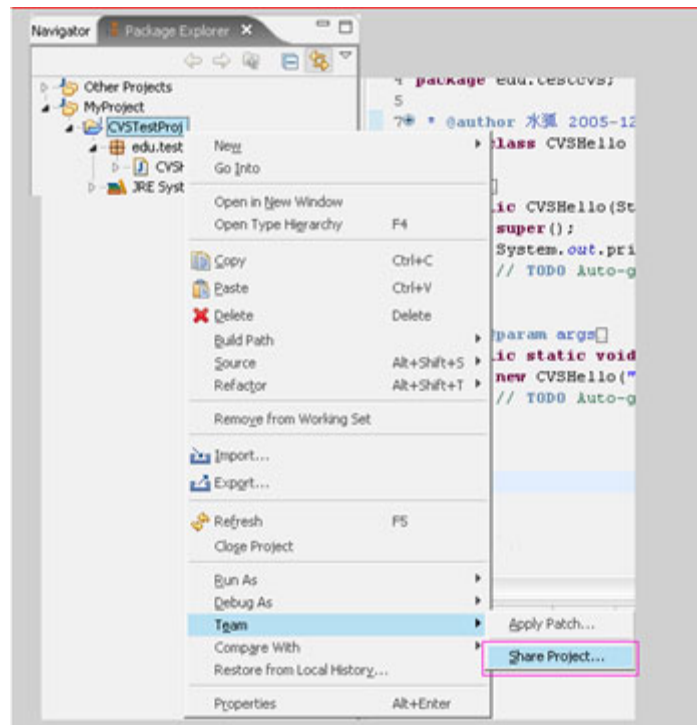 Navigator Package Explorer
Other Projects
MyProject
CVSTestProj
edu.test
CVSH
JRE Syst
4 package edu.testcvs;
5
7 * @author 水狐 2005-12
class CVSHello
ic CVSHello(St
super();
System.out.pri
// TODO Auto-g
param args
ic static void
new CVSHello("
// TODO Auto-g
New
Go Into
Open in New Window
Open Type Hierarchy F4
Copy Ctrl+C
Paste Ctrl+V
Delete Delete
Build Path
Source Alt+Shift+S
Refactor Alt+Shift+T
Remove from Working Set
Import...
Export...
Refresh F5
Close Project
Run As
Debug As
Team
Compare With
Restore from Local History...
Properties Alt+Enter
Apply Patch...
Share Project...